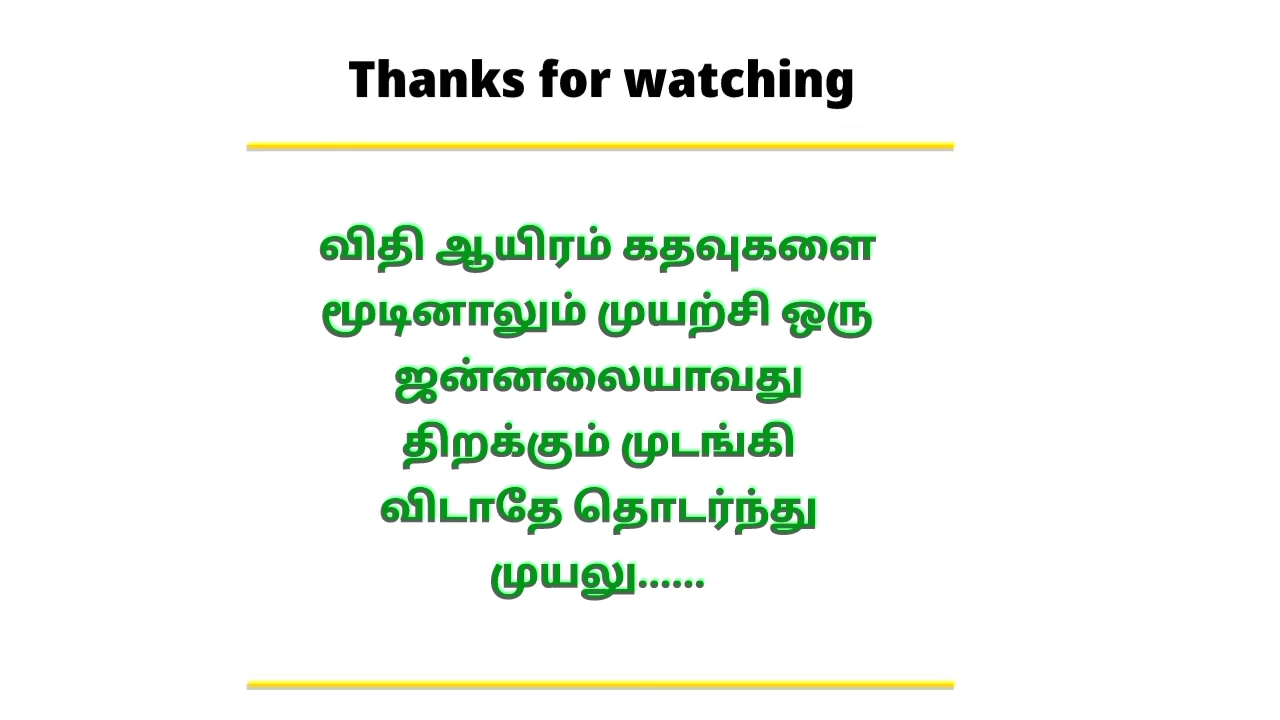 Thanks for watching
விதி ஆயிரம் கதவுகளை
மூடினாலும் முயற்சி ஒரு
ஜன்னலையாவது
திறக்கும் முடங்கி
விடாதே தொடர்ந்து
முயலு......